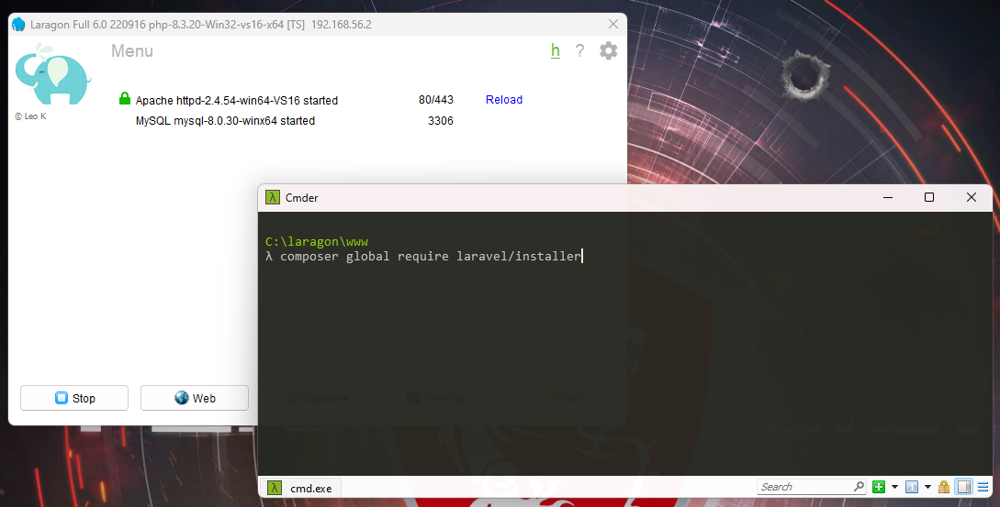 Laragon Full 6.0 220916 php-8.3.20-Win32-vs16-x64 [TS] 192.168.56.2
Menu
h ?
© Leo K
Apache httpd-2.4.54-win64-VS16 started 80/443 Reload
MySQL mysql-8.0.30-winx64 started 3306
λ Cmder
C:\laragon\www
λ composer global require laravel/installer
Stop Web Database Terminal Root
λ cmd.exe
Search
1